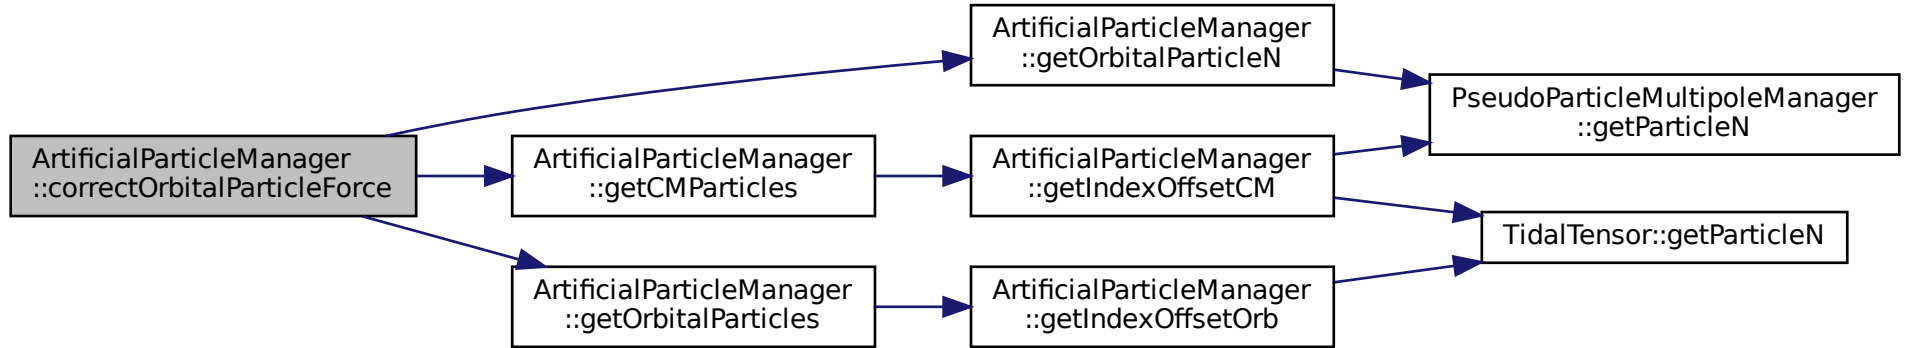 ArtificialParticleManager
::correctOrbitalParticleForce
ArtificialParticleManager
::getOrbitalParticleN
ArtificialParticleManager
::getCMParticles
ArtificialParticleManager
::getOrbitalParticles
ArtificialParticleManager
::getIndexOffsetCM
ArtificialParticleManager
::getIndexOffsetOrb
PseudoParticleMultipoleManager
::getParticleN
TidalTensor::getParticleN